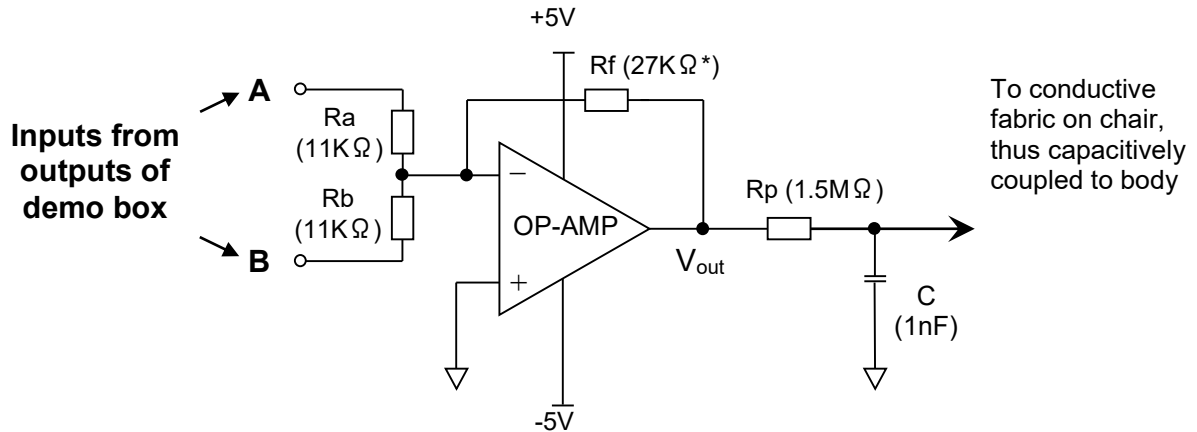 +5V
Rf (27KΩ*)
A
Ra
(11KΩ)
Inputs from
outputs of
demo box
Rb
(11KΩ)
B
−
OP-AMP
+
Vout
Rp (1.5MΩ)
To conductive
fabric on chair,
thus capacitively
coupled to body
C
(1nF)
-5V